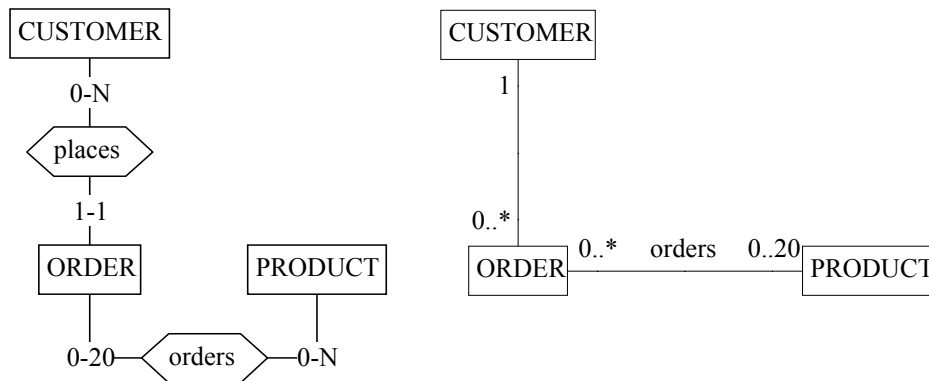 CUSTOMER
0-N
places
1-1
ORDER
PRODUCT
0-20
orders
0-N
CUSTOMER
1
0..*
0..*
orders
0..20
ORDER
PRODUCT